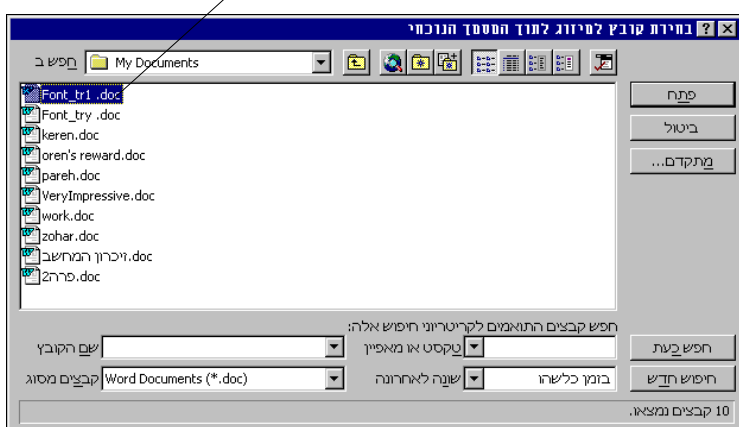 בחירת קובץ למיזוג לתוך המסמך הנוכחי
חפש ב My Documents
Font_tr1 .doc
Font_try .doc
keren.doc
oren's reward.doc
pareh.doc
VeryImpressive.doc
work.doc
zohar.doc
זיכרון המחשב.doc
פרה2.doc
פתח
ביטול
מתקדם...
חפש קבצים התואמים לקריטריוני חיפוש אלה:
שם הקובץ טקסט או מאפיין חפש כעת
קבצים מסוג Word Documents (*.doc) שונה לאחרונה בזמן כלשהו חיפוש חדש
10 קבצים נמצאו.